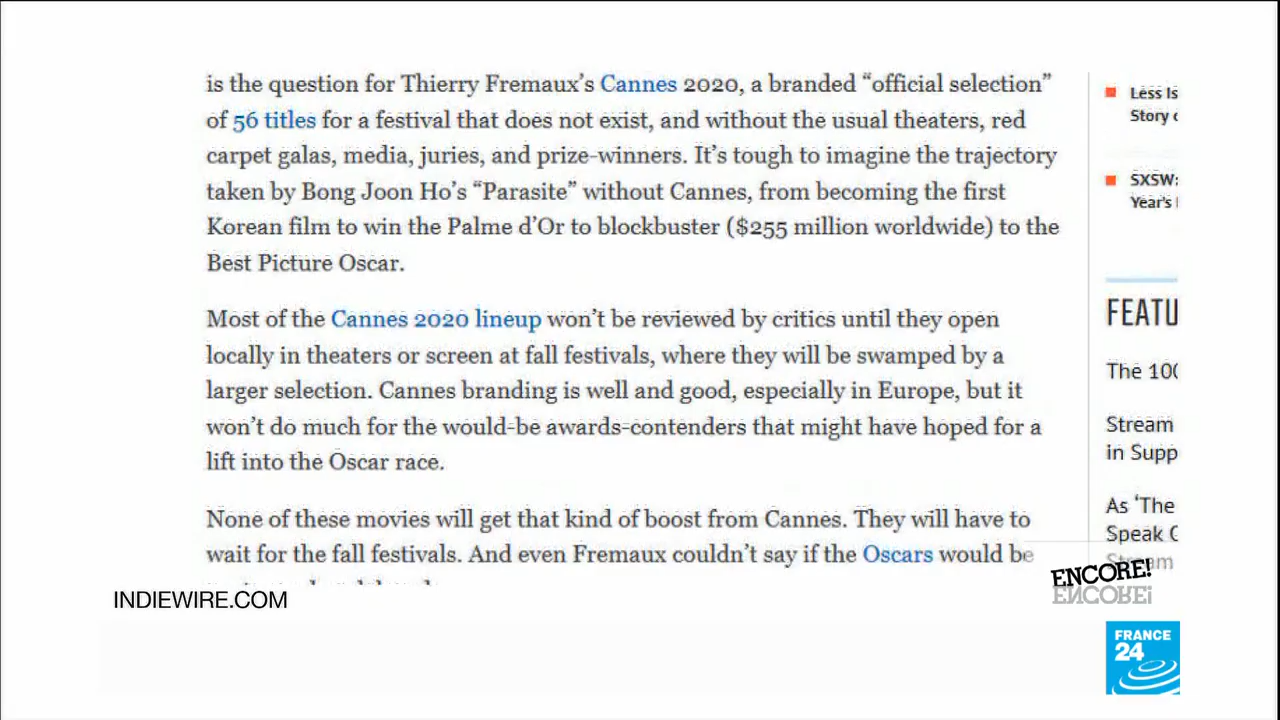 is the question for Thierry Fremaux's Cannes 2020, a branded “official selection”
of 56 titles for a festival that does not exist, and without the usual theaters, red
carpet galas, media, juries, and prize-winners. It's tough to imagine the trajectory
taken by Bong Joon Ho's “Parasite” without Cannes, from becoming the first
Korean film to win the Palme d'Or to blockbuster ($255 million worldwide) to the
Best Picture Oscar.
Most of the Cannes 2020 lineup won't be reviewed by critics until they open
locally in theaters or screen at fall festivals, where they will be swamped by a
larger selection. Cannes branding is well and good, especially in Europe, but it
won't do much for the would-be awards-contenders that might have hoped for a
lift into the Oscar race.
None of these movies will get that kind of boost from Cannes. They will have to
wait for the fall festivals. And even Fremaux couldn't say if the Oscars would be
Less Is
Story
SXSW:
Year's
FEATU
The 100
Stream
in Supp
As ‘The
Speak
Stream
ENCORE!
INDIEWIRE.COM
FRANCE
24